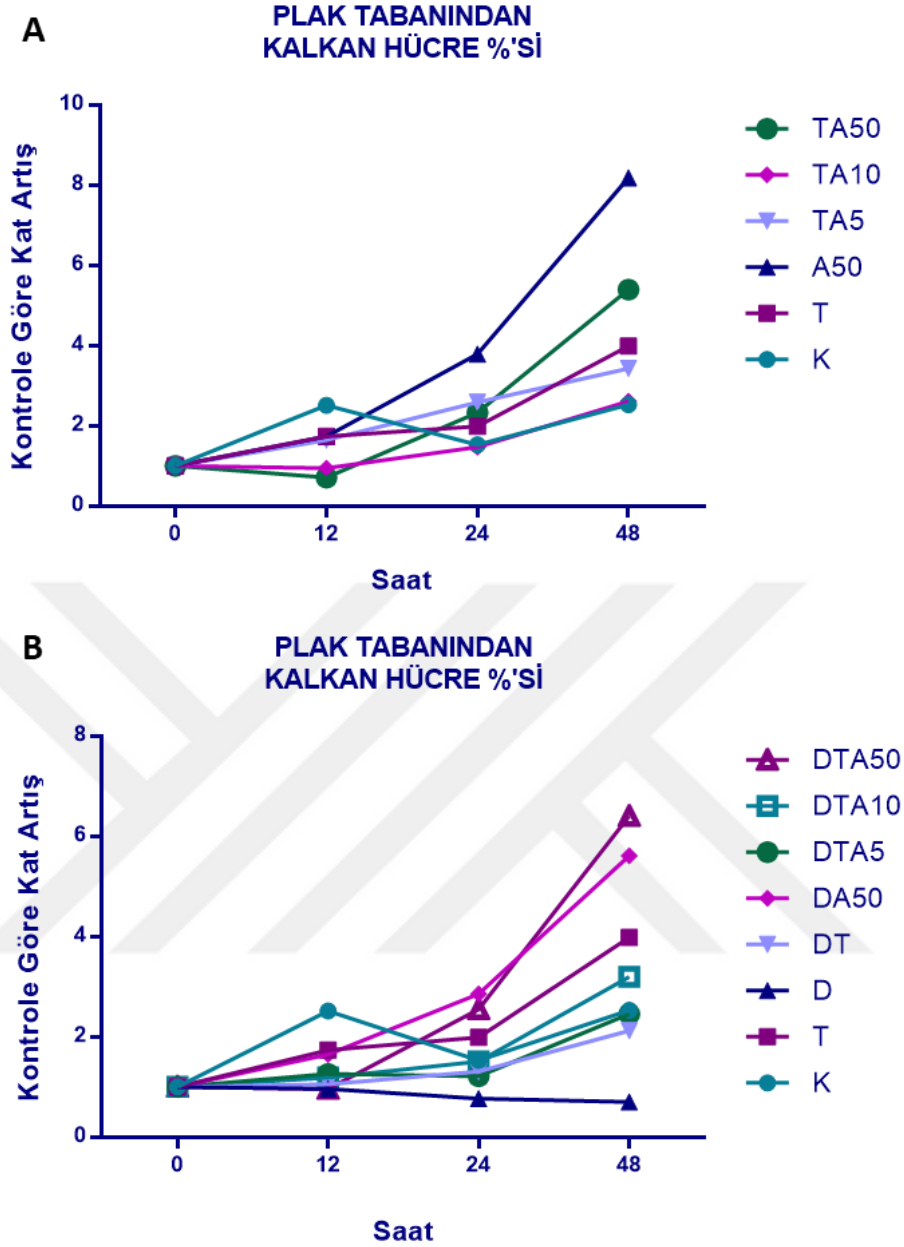 A
PLAK TABANINDAN
KALKAN HÜCRE %'Sİ
Kontrole Göre Kat Artış
10
8
6
4
2
0
0 12 24 48
Saat
TA50
TA10
TA5
A50
T
K
B
PLAK TABANINDAN
KALKAN HÜCRE %'Sİ
Kontrole Göre Kat Artış
8
6
4
2
0
0 12 24 48
Saat
DTA50
DTA10
DTA5
DA50
DT
D
T
K